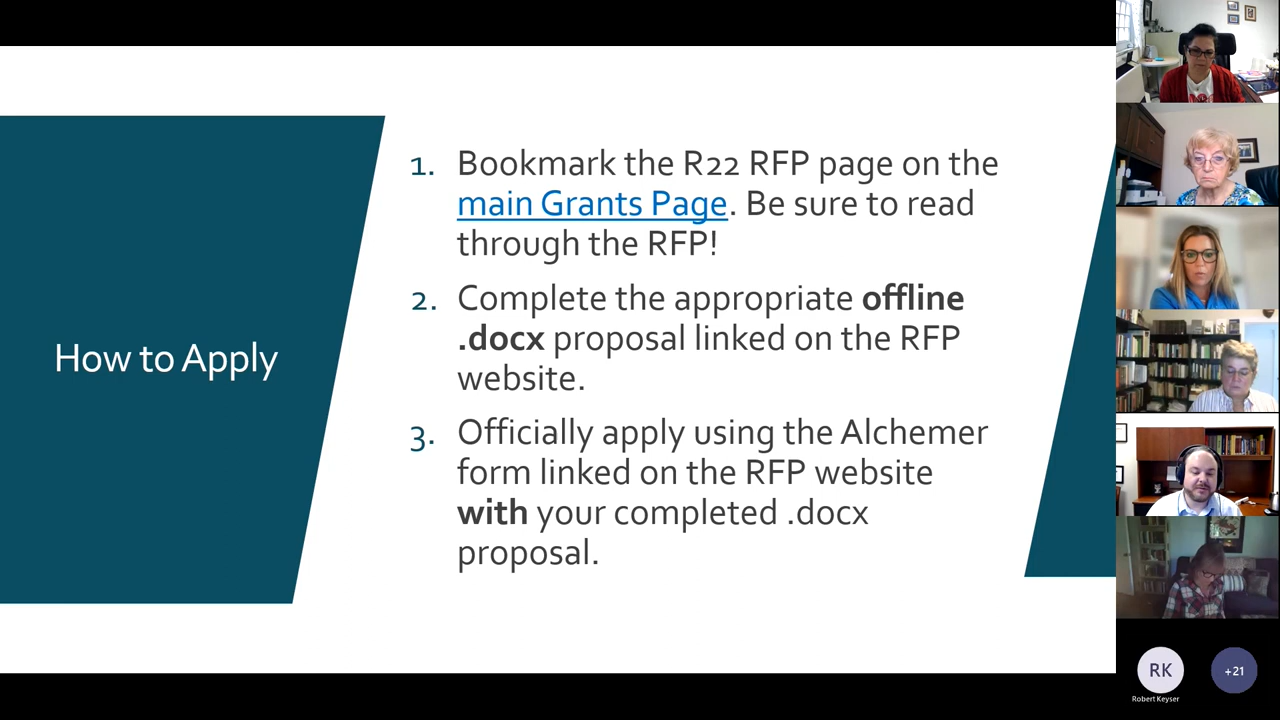 How to Apply
1. Bookmark the R22 RFP page on the
main Grants Page. Be sure to read
through the RFP!
2. Complete the appropriate offline
.docx proposal linked on the RFP
website.
3. Officially apply using the Alchemer
form linked on the RFP website
with your completed .docx
proposal.
RK
+21
Robert Keyser